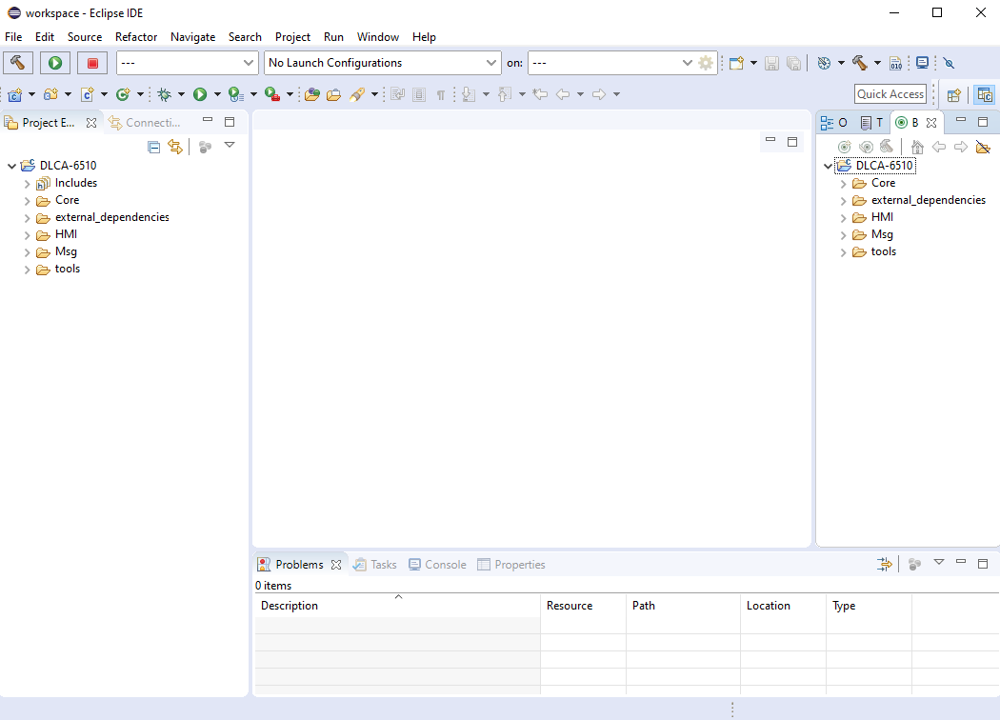 workspace - Eclipse IDE
File Edit Source Refactor Navigate Search Project Run Window Help
--- No Launch Configurations on: ---
010
Quick Access
Project E... Connecti...
O T B
DLCA-6510
Includes
Core
external_dependencies
HMI
Msg
tools
DLCA-6510
Core
external_dependencies
HMI
Msg
tools
Problems Tasks Console Properties
0 items
Description Resource Path Location Type